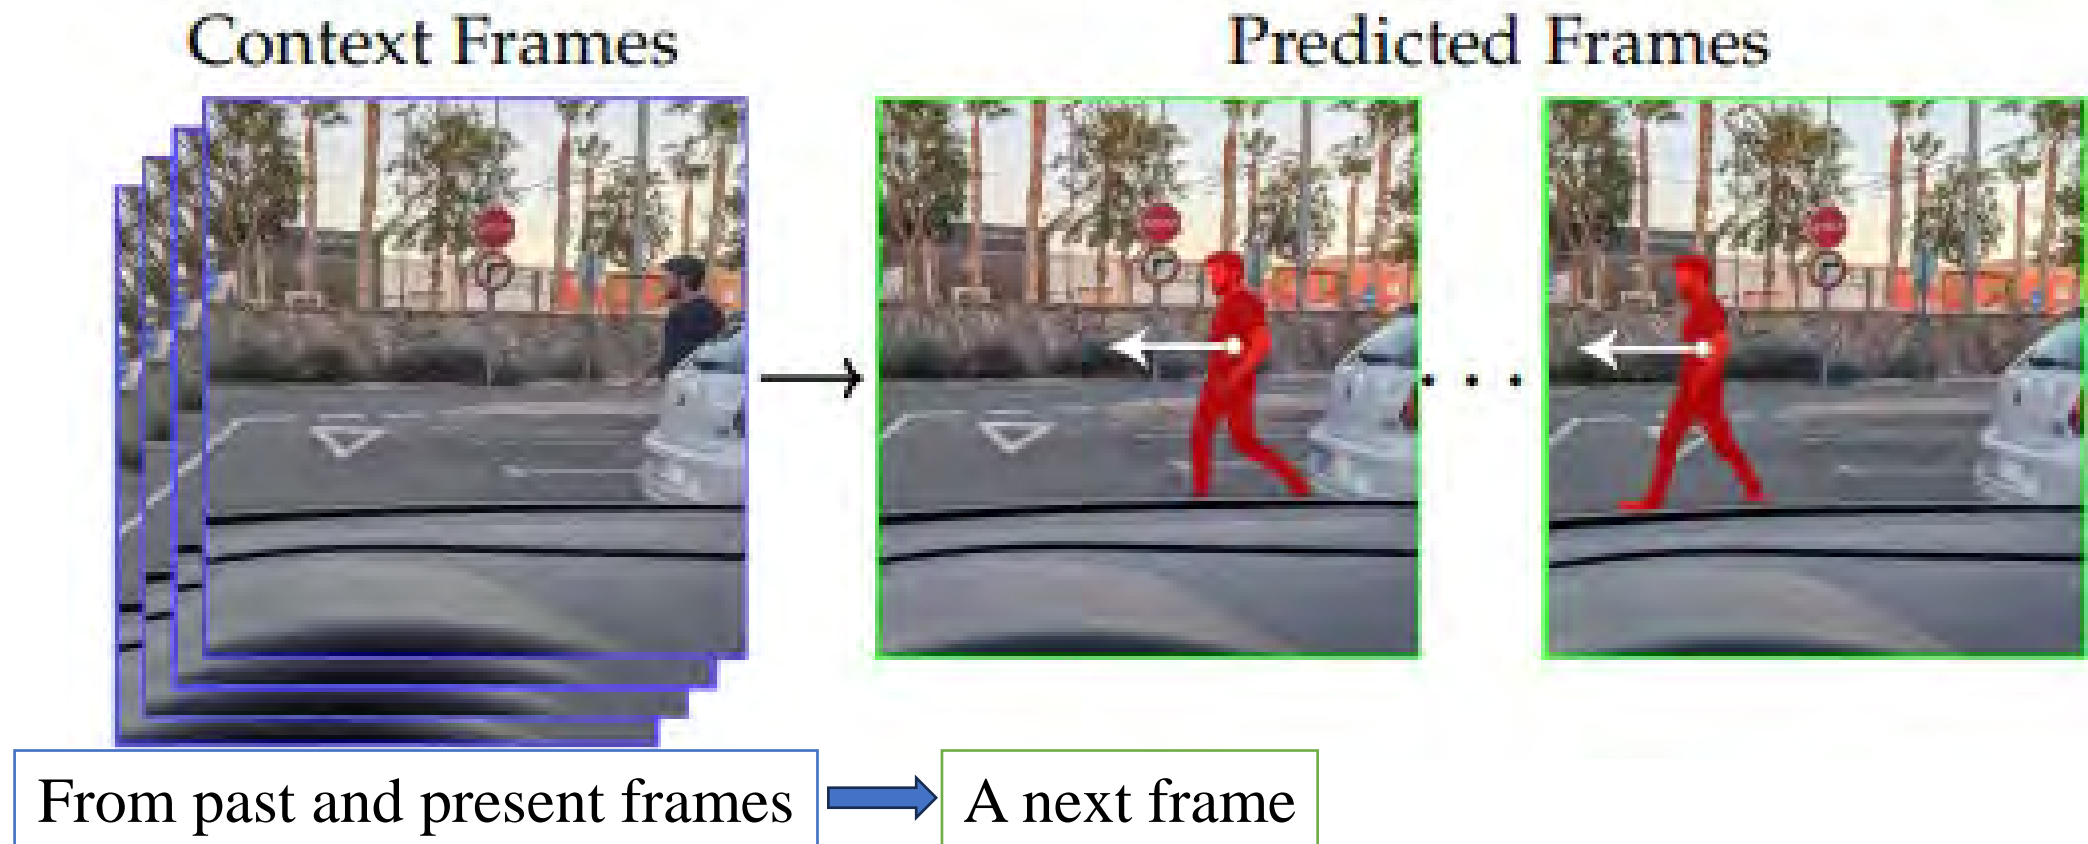 Context Frames
Predicted Frames
From past and present frames
A next frame